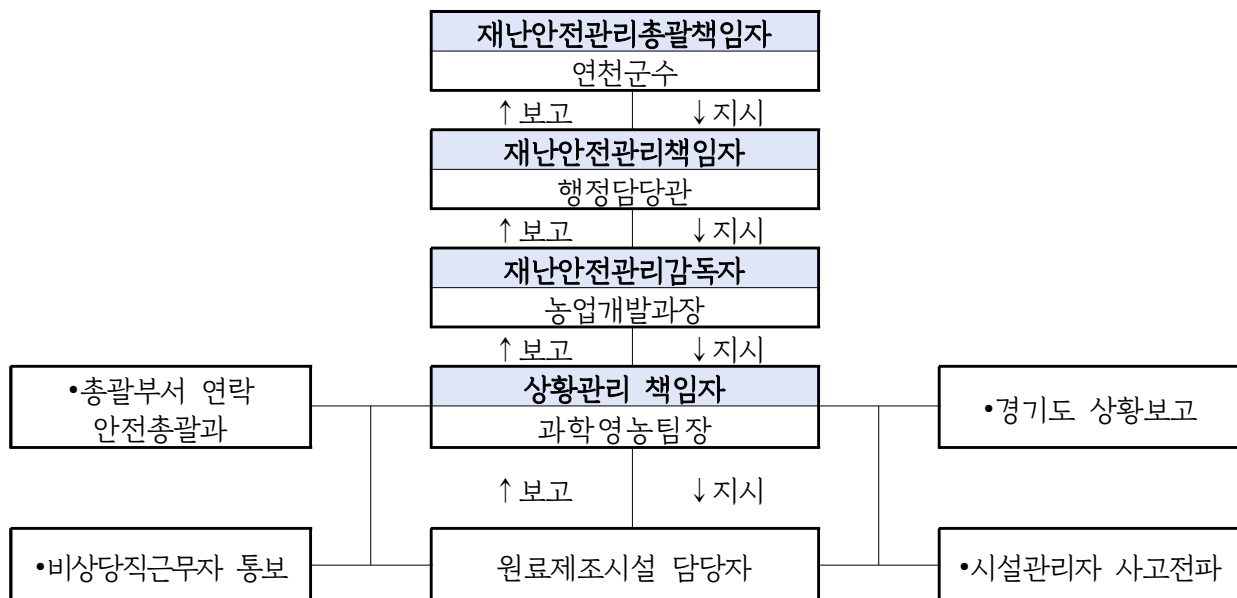 재난안전관리총괄책임자
연천군수
↑보고 ↓지시
재난안전관리책임자
행정담당관
↑보고 ↓지시
재난안전관리감독자
농업개발과장
↑보고 ↓지시
•총괄부서 연락
안전총괄과
상황관리 책임자
과학영농팀장
•경기도 상황보고
↑보고 ↓지시
•비상당직근무자 통보
원료제조시설 담당자
•시설관리자 사고전파